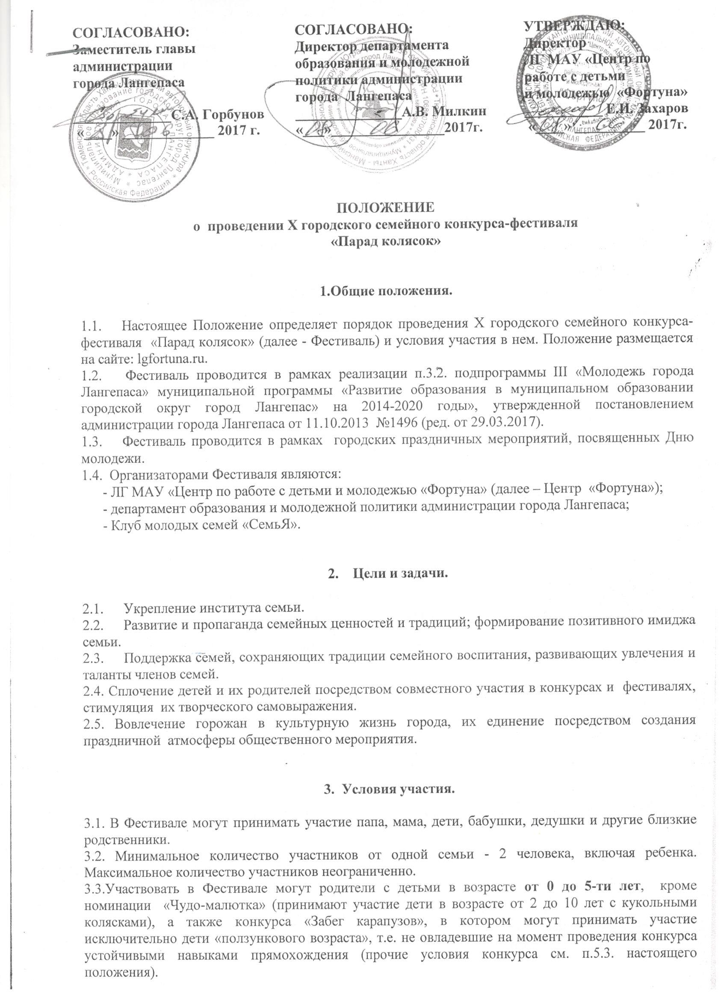 СОГЛАСОВАНО:
Заместитель главы
администрации
города Лангепаса
С.А. Горбунов
« » 2017 г.
СОГЛАСОВАНО:
Директор департамента
образования и молодежной
политики администрации
города Лангепаса
А.В. Милкин
« » 2017г.
УТВЕРЖДАЮ:
Директор
ЛГ МАУ «Центр по
работе с детьми
и молодежью «Фортуна»
Е.И. Захаров
« » 2017г.
ПОЛОЖЕНИЕ
о проведении X городского семейного конкурса-фестиваля
«Парад колясок»
1.Общие положения.
1.1. Настоящее Положение определяет порядок проведения X городского семейного конкурса-
фестиваля «Парад колясок» (далее - Фестиваль) и условия участия в нем. Положение размещается
на сайте: lgfortuna.ru.
1.2. Фестиваль проводится в рамках реализации п.3.2. подпрограммы III «Молодежь города
Лангепаса» муниципальной программы «Развитие образования в муниципальном образовании
городской округ город Лангепас» на 2014-2020 годы», утвержденной постановлением
администрации города Лангепаса от 11.10.2013 №1496 (ред. от 29.03.2017).
1.3. Фестиваль проводится в рамках городских праздничных мероприятий, посвященных Дню
молодежи.
1.4. Организаторами Фестиваля являются:
- ЛГ МАУ «Центр по работе с детьми и молодежью «Фортуна» (далее – Центр «Фортуна»);
- департамент образования и молодежной политики администрации города Лангепаса;
- Клуб молодых семей «СемьЯ».
2. Цели и задачи.
2.1. Укрепление института семьи.
2.2. Развитие и пропаганда семейных ценностей и традиций; формирование позитивного имиджа
семьи.
2.3. Поддержка семей, сохраняющих традиции семейного воспитания, развивающих увлечения и
таланты членов семей.
2.4. Сплочение детей и их родителей посредством совместного участия в конкурсах и фестивалях,
стимуляция их творческого самовыражения.
2.5. Вовлечение горожан в культурную жизнь города, их единение посредством создания
праздничной атмосферы общественного мероприятия.
3. Условия участия.
3.1. В Фестивале могут принимать участие папа, мама, дети, бабушки, дедушки и другие близкие
родственники.
3.2. Минимальное количество участников от одной семьи - 2 человека, включая ребенка.
Максимальное количество участников неограниченно.
3.3.Участвовать в Фестивале могут родители с детьми в возрасте от 0 до 5-ти лет, кроме
номинации «Чудо-малютка» (принимают участие дети в возрасте от 2 до 10 лет с кукольными
колясками), а также конкурса «Забег карапузов», в котором могут принимать участие
исключительно дети «ползункового возраста», т.е. не овладевшие на момент проведения конкурса
устойчивыми навыками прямохождения (прочие условия конкурса см. п.5.3. настоящего
положения).